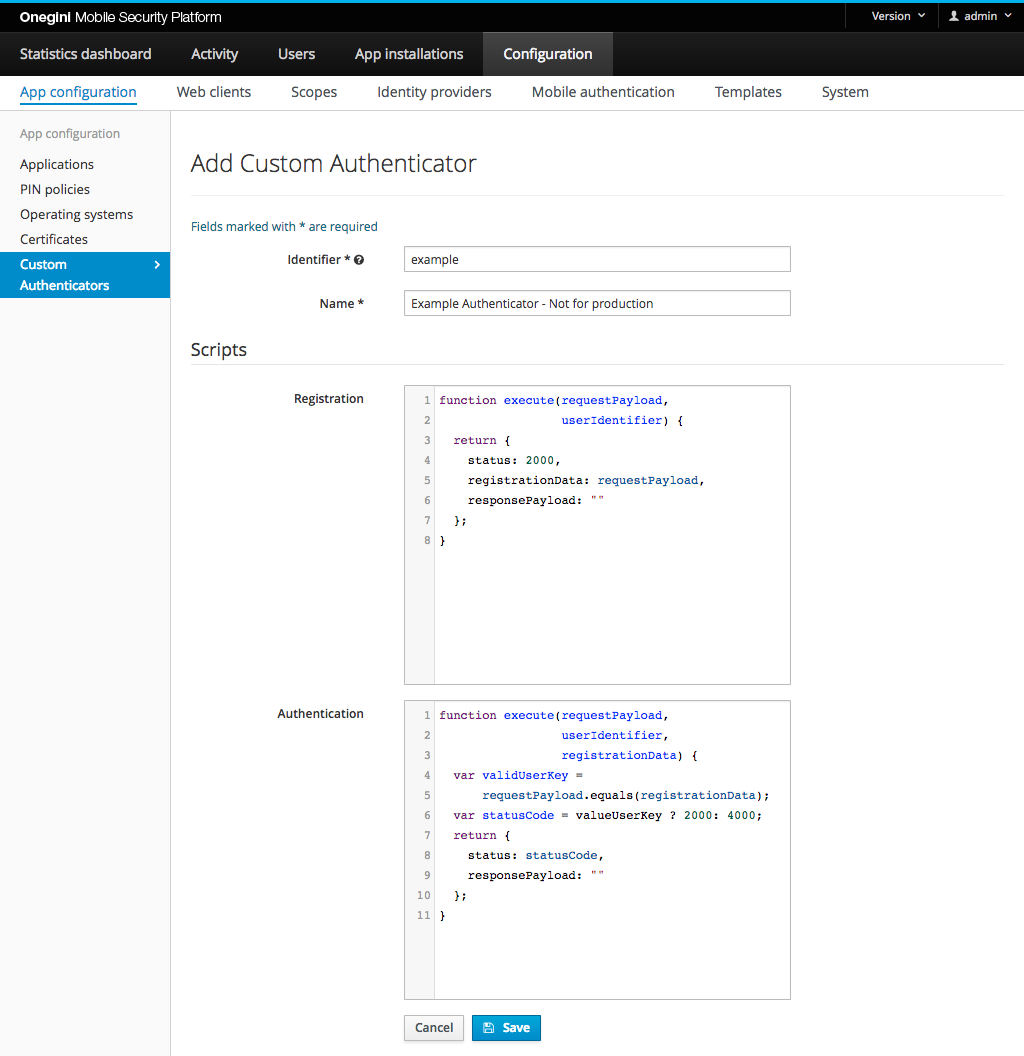 Onegini Mobile Security Platform Version admin
Statistics dashboard Activity Users App installations Configuration
App configuration Web clients Scopes Identity providers Mobile authentication Templates System
App configuration
Applications
PIN policies
Operating systems
Certificates
Custom
Authenticators
Add Custom Authenticator
Fields marked with * are required
Identifier * example
Name * Example Authenticator - Not for production
Scripts
Registration
1 function execute(requestPayload,
2 userIdentifier) {
3 return {
4 status: 2000,
5 registrationData: requestPayload,
6 responsePayload: ""
7 };
8 }
Authentication
1 function execute(requestPayload,
2 userIdentifier,
3 registrationData) {
4 var validUserKey =
5 requestPayload.equals(registrationData);
6 var statusCode = valueUserKey ? 2000: 4000;
7 return {
8 status: statusCode,
9 responsePayload: ""
10 };
11 }
Cancel Save